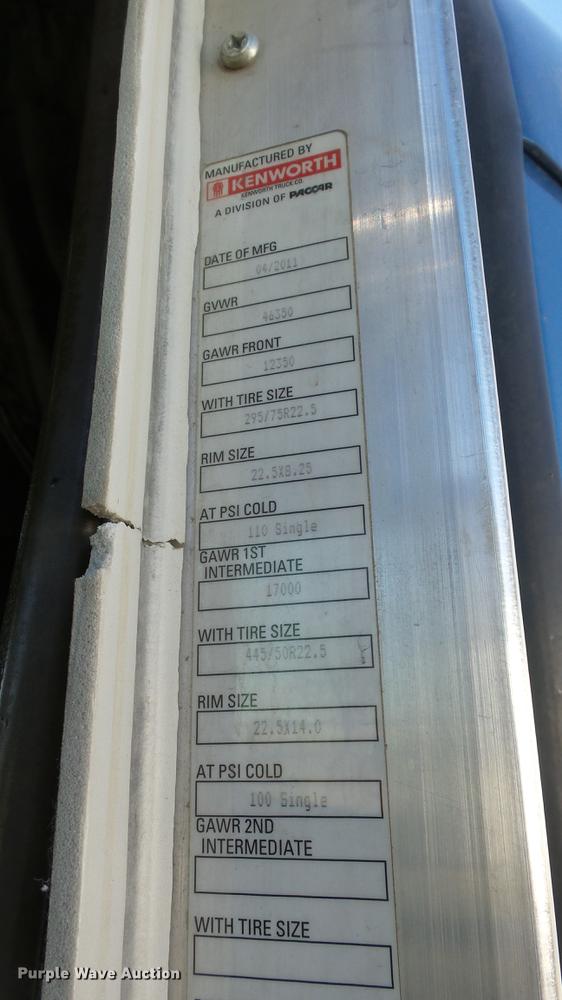 MANUFACTURED BY
KENWORTH
KENWORTH TRUCK CO.
A DIVISION OF PACCAR
DATE OF MFG
04/2011
GVWR
46350
GAWR FRONT
12350
WITH TIRE SIZE
295/75R22.5
RIM SIZE
22.5X8.25
AT PSI COLD
110 Single
GAWR 1ST
INTERMEDIATE
17000
WITH TIRE SIZE
445/50R22.5
RIM SIZE
22.5X14.0
AT PSI COLD
100 Single
GAWR 2ND
INTERMEDIATE
WITH TIRE SIZE
Purple Wave Auction